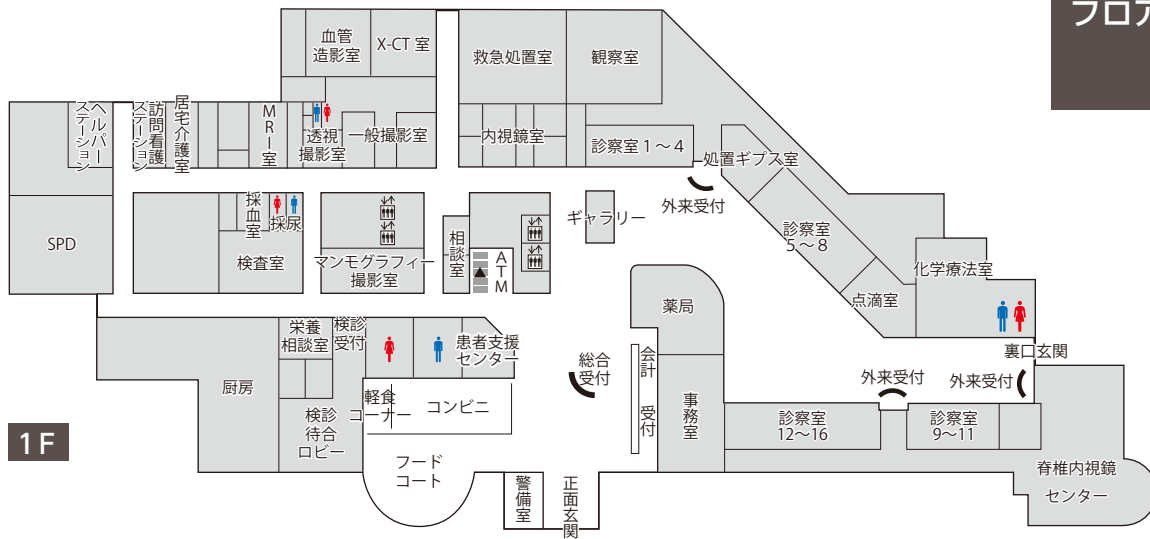 フロア
血管
造影室
X-CT 室
救急処置室
観察室
ヘルパー
ステーション
訪問看護
ステーション
居宅介護室
MRI室
透視
撮影室
一般撮影室
内視鏡室
診察室 1～4
処置ギプス室
外来受付
SPD
採血室
採尿
検査室
マンモグラフィー
撮影室
相談室
ATM
ギャラリー
診察室
5～8
点滴室
化学療法室
薬局
裏口玄関
栄養
相談室
検診
受付
患者支援
センター
総合
受付
会計
受付
外来受付
外来受付
厨房
軽食
コーナー
コンビニ
事務室
診察室
12～16
診察室
9～11
検診
待合
ロビー
1F
フード
コート
警備室
正面玄関
脊椎内視鏡
センター